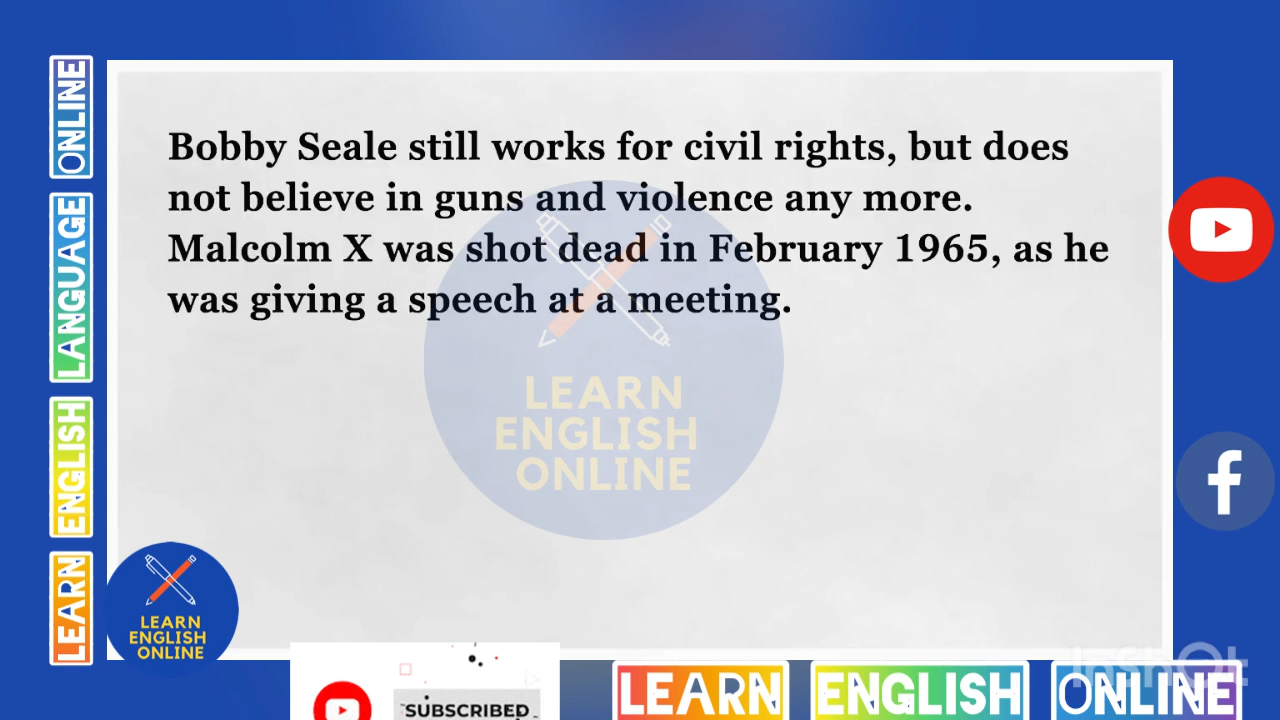 Bobby Seale still works for civil rights, but does
not believe in guns and violence any more.
Malcolm X was shot dead in February 1965, as he
was giving a speech at a meeting.
LEARN
ENGLISH
ONLINE
LEARN ENGLISH LANGUAGE ONLINE
LEARN
ENGLISH
ONLINE
SUBSCRIBED
LEARN ENGLISH ONLINE
InShOt